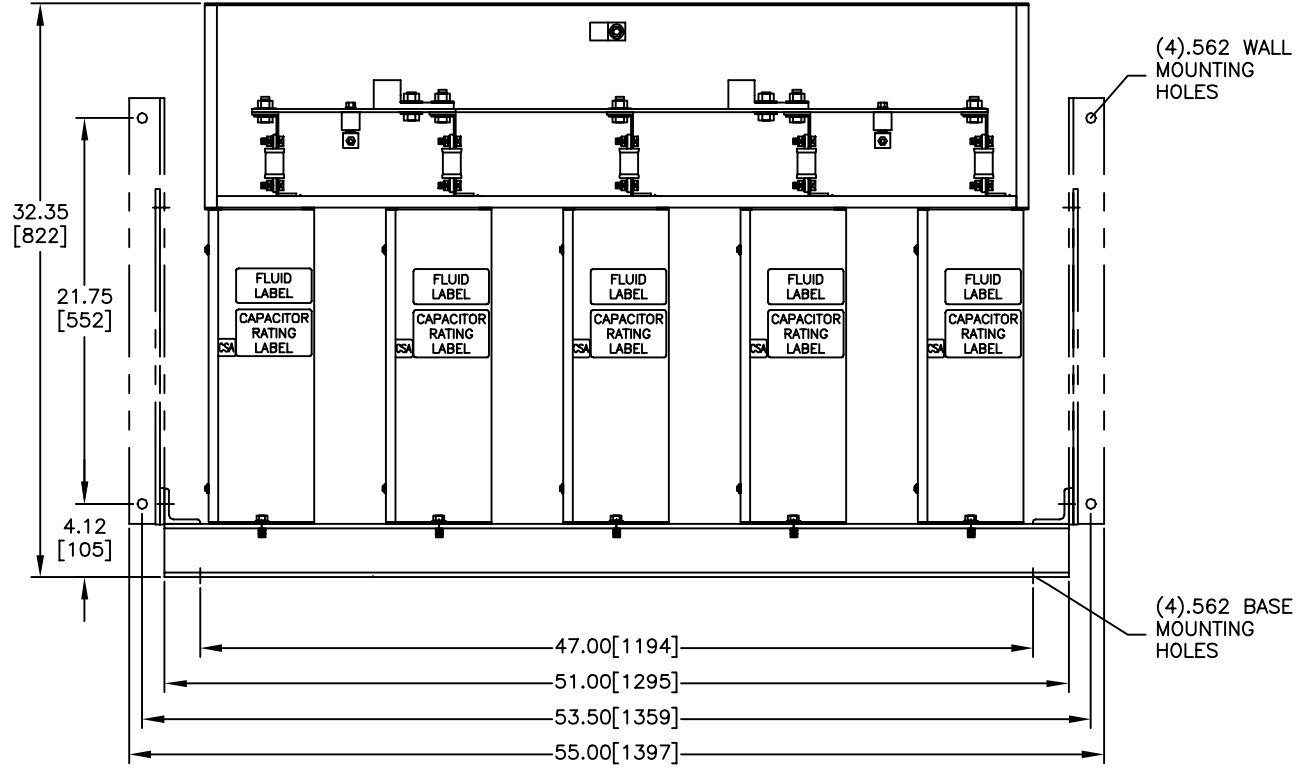 (4).562 WALL
MOUNTING
HOLES
32.35
[822]
21.75
[552]
4.12
[105]
FLUID
LABEL
CAPACITOR
RATING
LABEL
CSA
FLUID
LABEL
CAPACITOR
RATING
LABEL
CSA
FLUID
LABEL
CAPACITOR
RATING
LABEL
CSA
FLUID
LABEL
CAPACITOR
RATING
LABEL
CSA
FLUID
LABEL
CAPACITOR
RATING
LABEL
CSA
(4).562 BASE
MOUNTING
HOLES
47.00[1194]
51.00[1295]
53.50[1359]
55.00[1397]